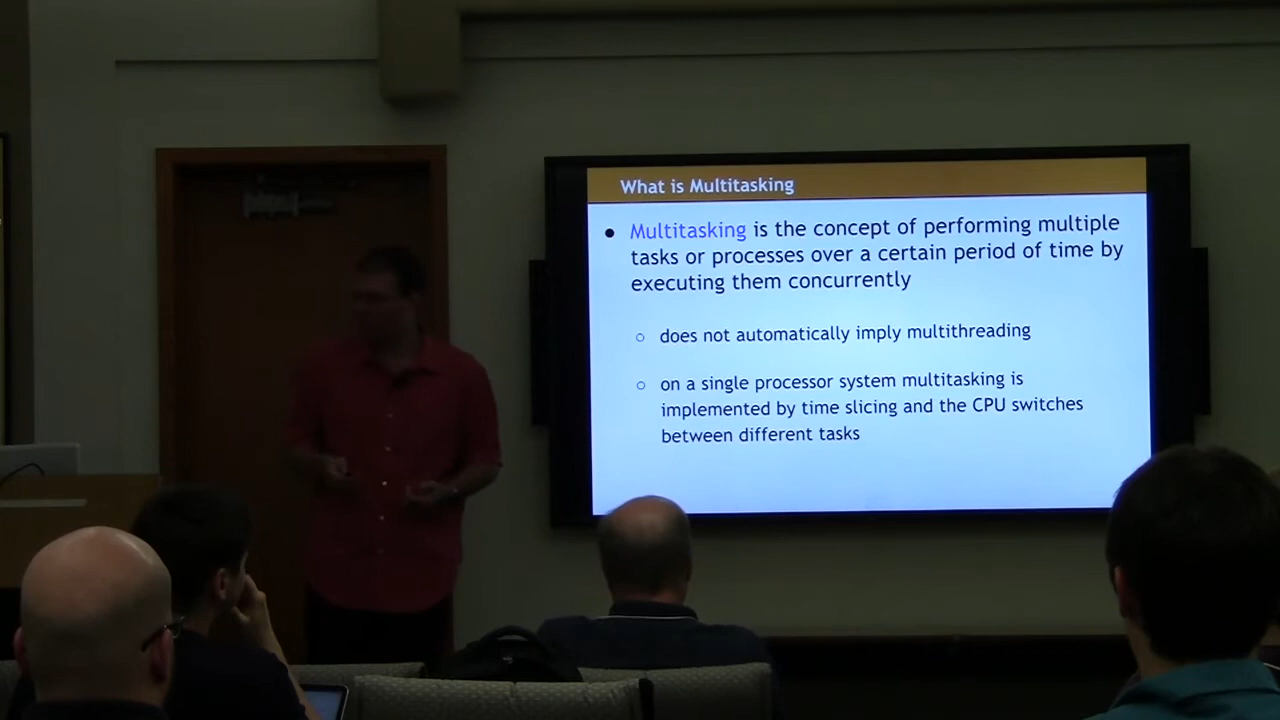 What is Multitasking
● Multitasking is the concept of performing multiple
tasks or processes over a certain period of time by
executing them concurrently
○ does not automatically imply multithreading
○ on a single processor system multitasking is
implemented by time slicing and the CPU switches
between different tasks